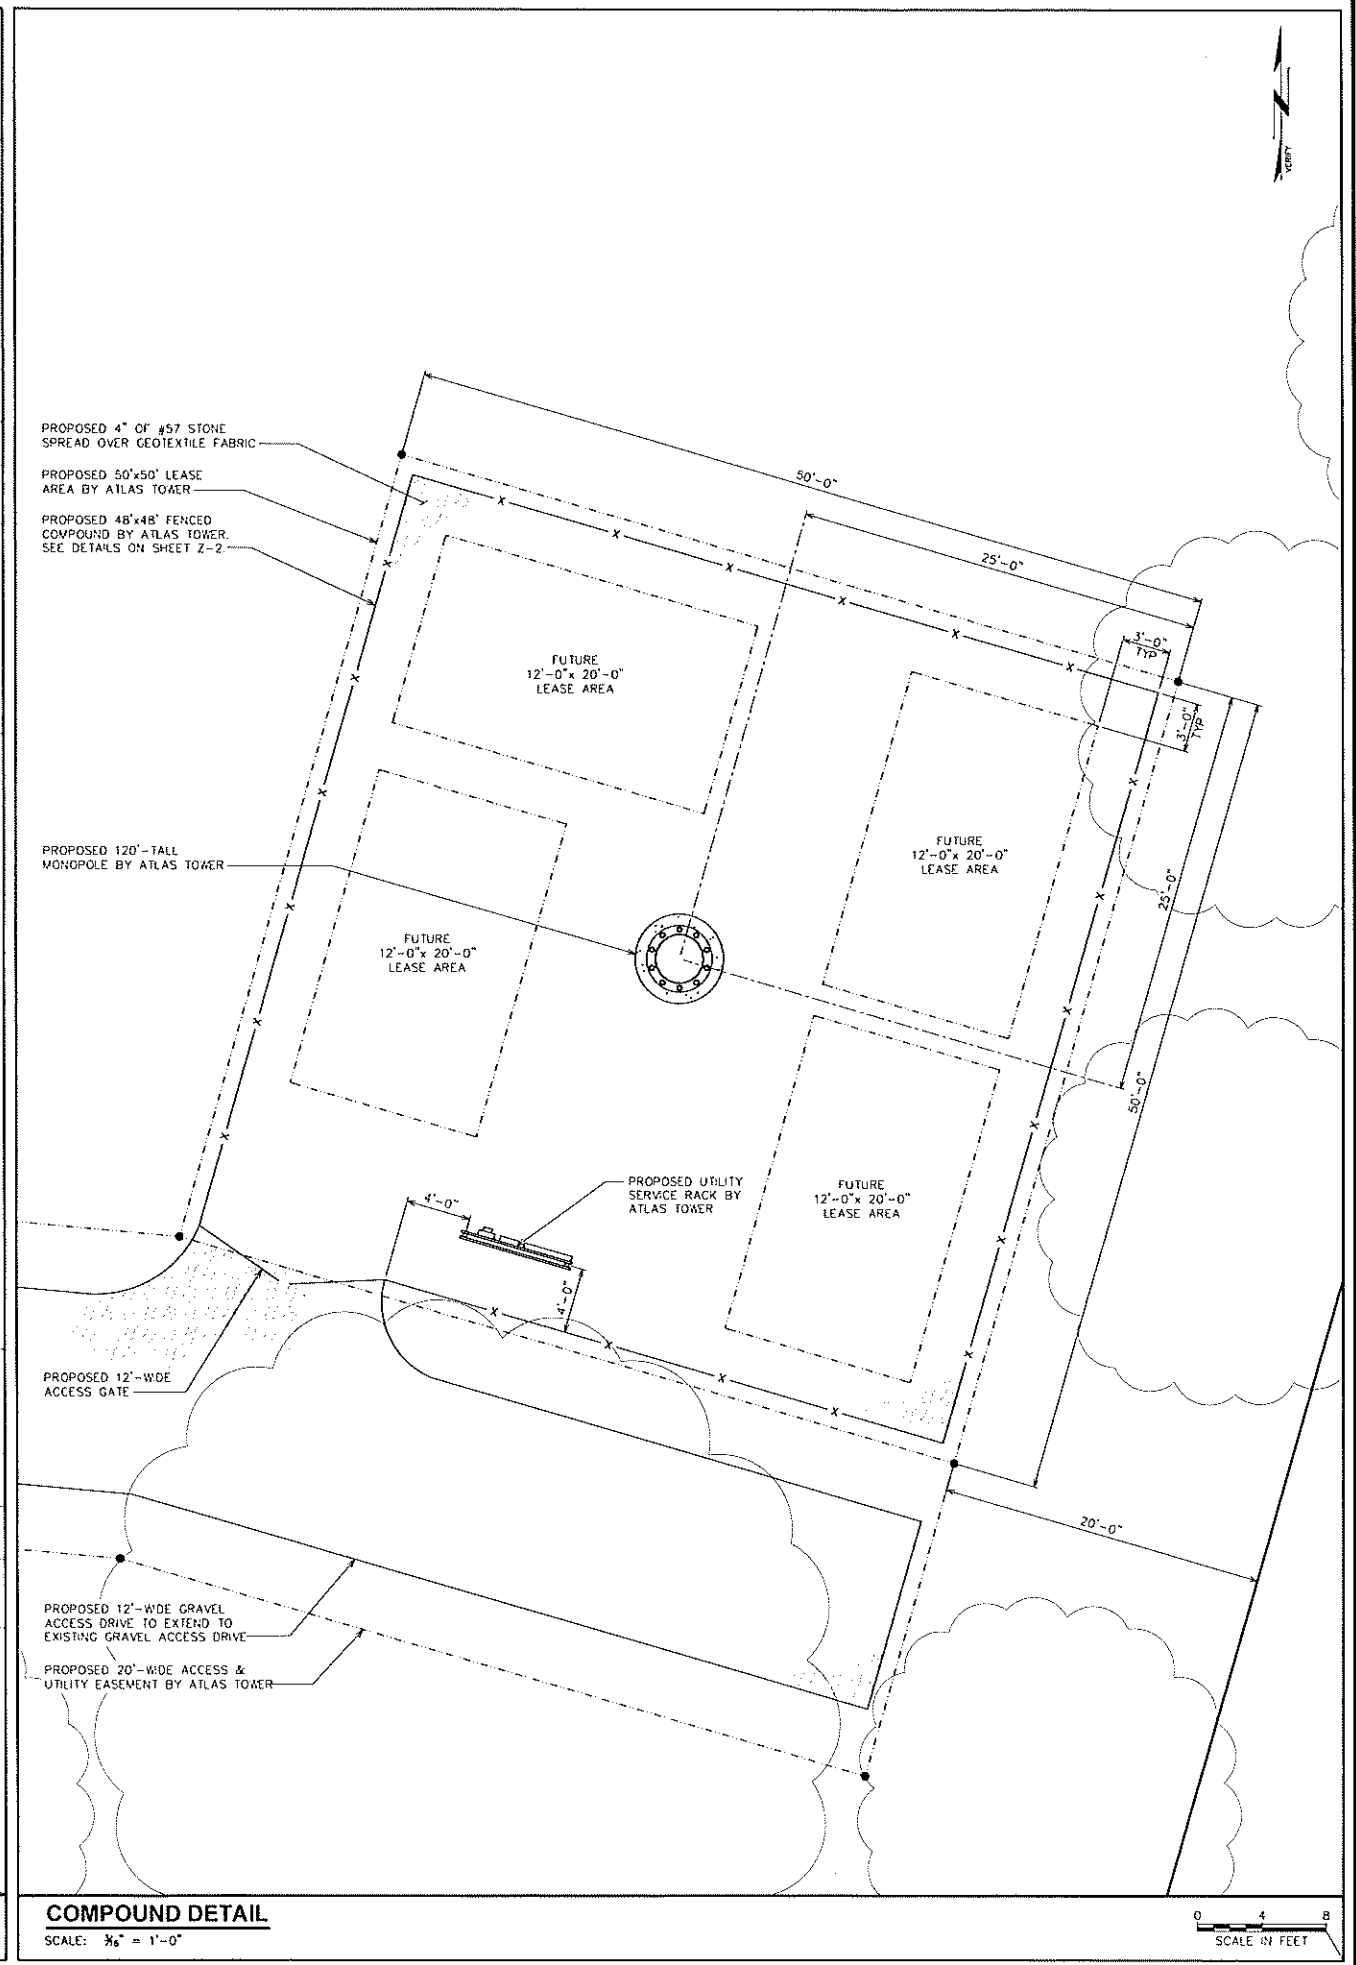 VERIFY
PROPOSED 4" OF #57 STONE
SPREAD OVER GEOTEXTILE FABRIC
PROPOSED 50'x50' LEASE
AREA BY ATLAS TOWER
PROPOSED 48'x48' FENCED
COMPOUND BY ATLAS TOWER.
SEE DETAILS ON SHEET Z-2.
50'-0"
25'-0"
3'-0"
TYP
3'-0"
TYP
FUTURE
12'-0"x 20'-0"
LEASE AREA
FUTURE
12'-0"x 20'-0"
LEASE AREA
PROPOSED 120'-TALL
MONOPOLE BY ATLAS TOWER
25'-0"
FUTURE
12'-0"x 20'-0"
LEASE AREA
50'-0"
PROPOSED UTILITY
SERVICE RACK BY
ATLAS TOWER
FUTURE
12'-0"x 20'-0"
LEASE AREA
4'-0"
4'-0"
PROPOSED 12'-WIDE
ACCESS GATE
20'-0"
PROPOSED 12'-WIDE GRAVEL
ACCESS DRIVE TO EXTEND TO
EXISTING GRAVEL ACCESS DRIVE
PROPOSED 20'-WIDE ACCESS &
UTILITY EASEMENT BY ATLAS TOWER
COMPOUND DETAIL
SCALE: 3/16" = 1'-0"
0 4 8
SCALE IN FEET